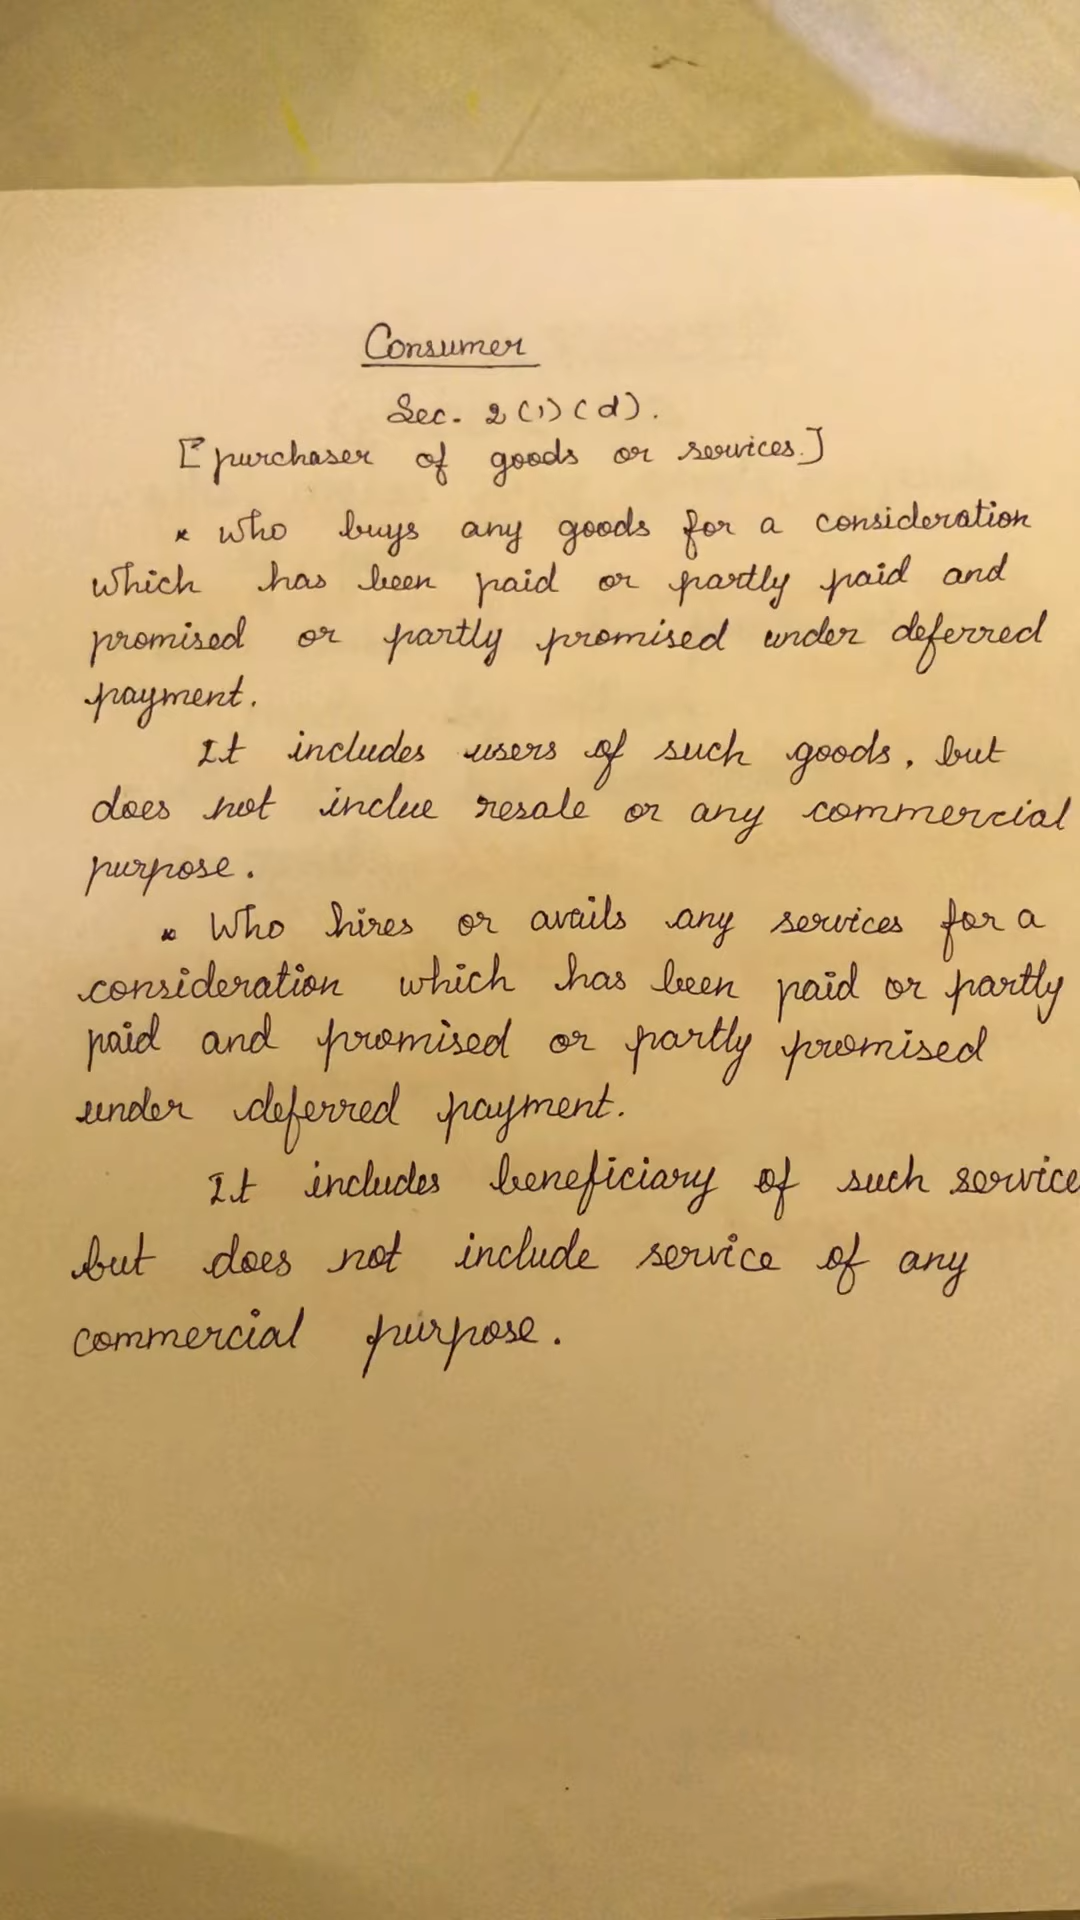 Consumer
Sec. 2 (1) (d).
[purchaser of goods or services.]
* Who buys any goods for a consideration
which has been paid or partly paid and
promised or partly promised under deferred
payment.
It includes users of such goods, but
does not inclue resale or any commercial
purpose.
* Who hires or avails any services for a
consideration which has been paid or partly
paid and promised or partly promised
under deferred payment.
It includes beneficiary of such service
but does not include service of any
commercial purpose.